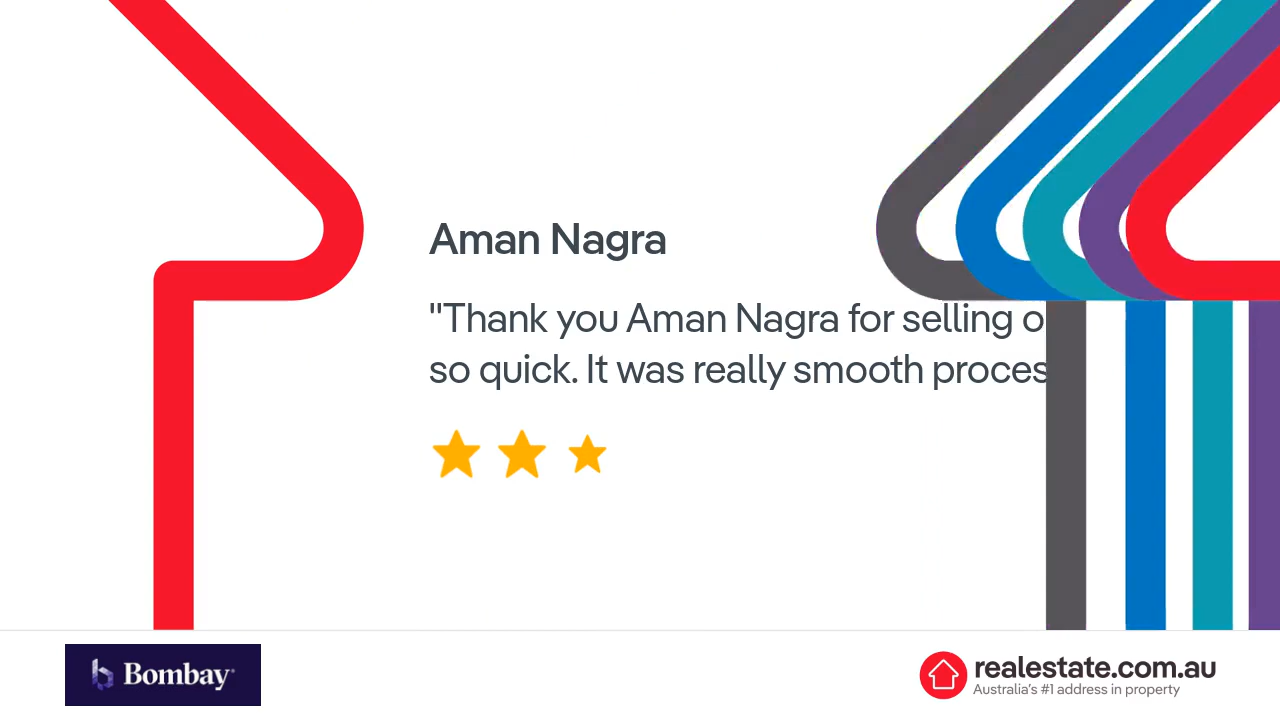 Aman Nagra
"Thank you Aman Nagra for selling
so quick. It was really smooth
Bombay
realestate.com.au
Australia's #1 address in property